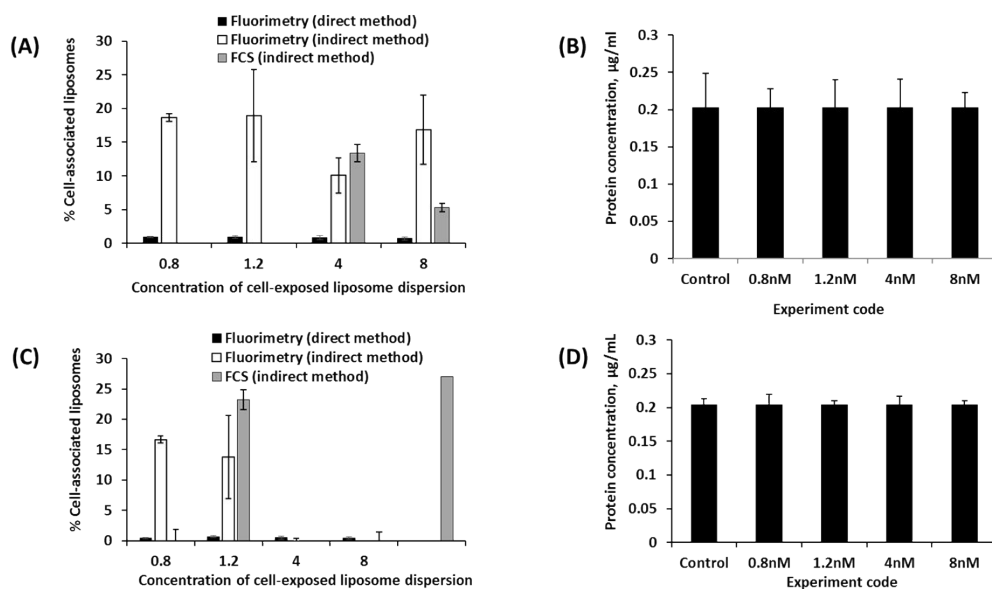 (A)
Fluorimetry (direct method)
Fluorimetry (indirect method)
FCS (indirect method)
% Cell-associated liposomes
30
25
20
15
10
5
0
0.8 1.2 4 8
Concentration of cell-exposed liposome dispersion
(B)
Protein concentration, µg/ml
0.3
0.25
0.2
0.15
0.1
0.05
0
Control 0.8nM 1.2nM 4nM 8nM
Experiment code
(C)
Fluorimetry (direct method)
Fluorimetry (indirect method)
FCS (indirect method)
% Cell-associated liposomes
30
25
20
15
10
5
0
0.8 1.2 4 8
Concentration of cell-exposed liposome dispersion
(D)
Protein concentration, µg/mL
0.3
0.25
0.2
0.15
0.1
0.05
0
Control 0.8nM 1.2nM 4nM 8nM
Experiment code